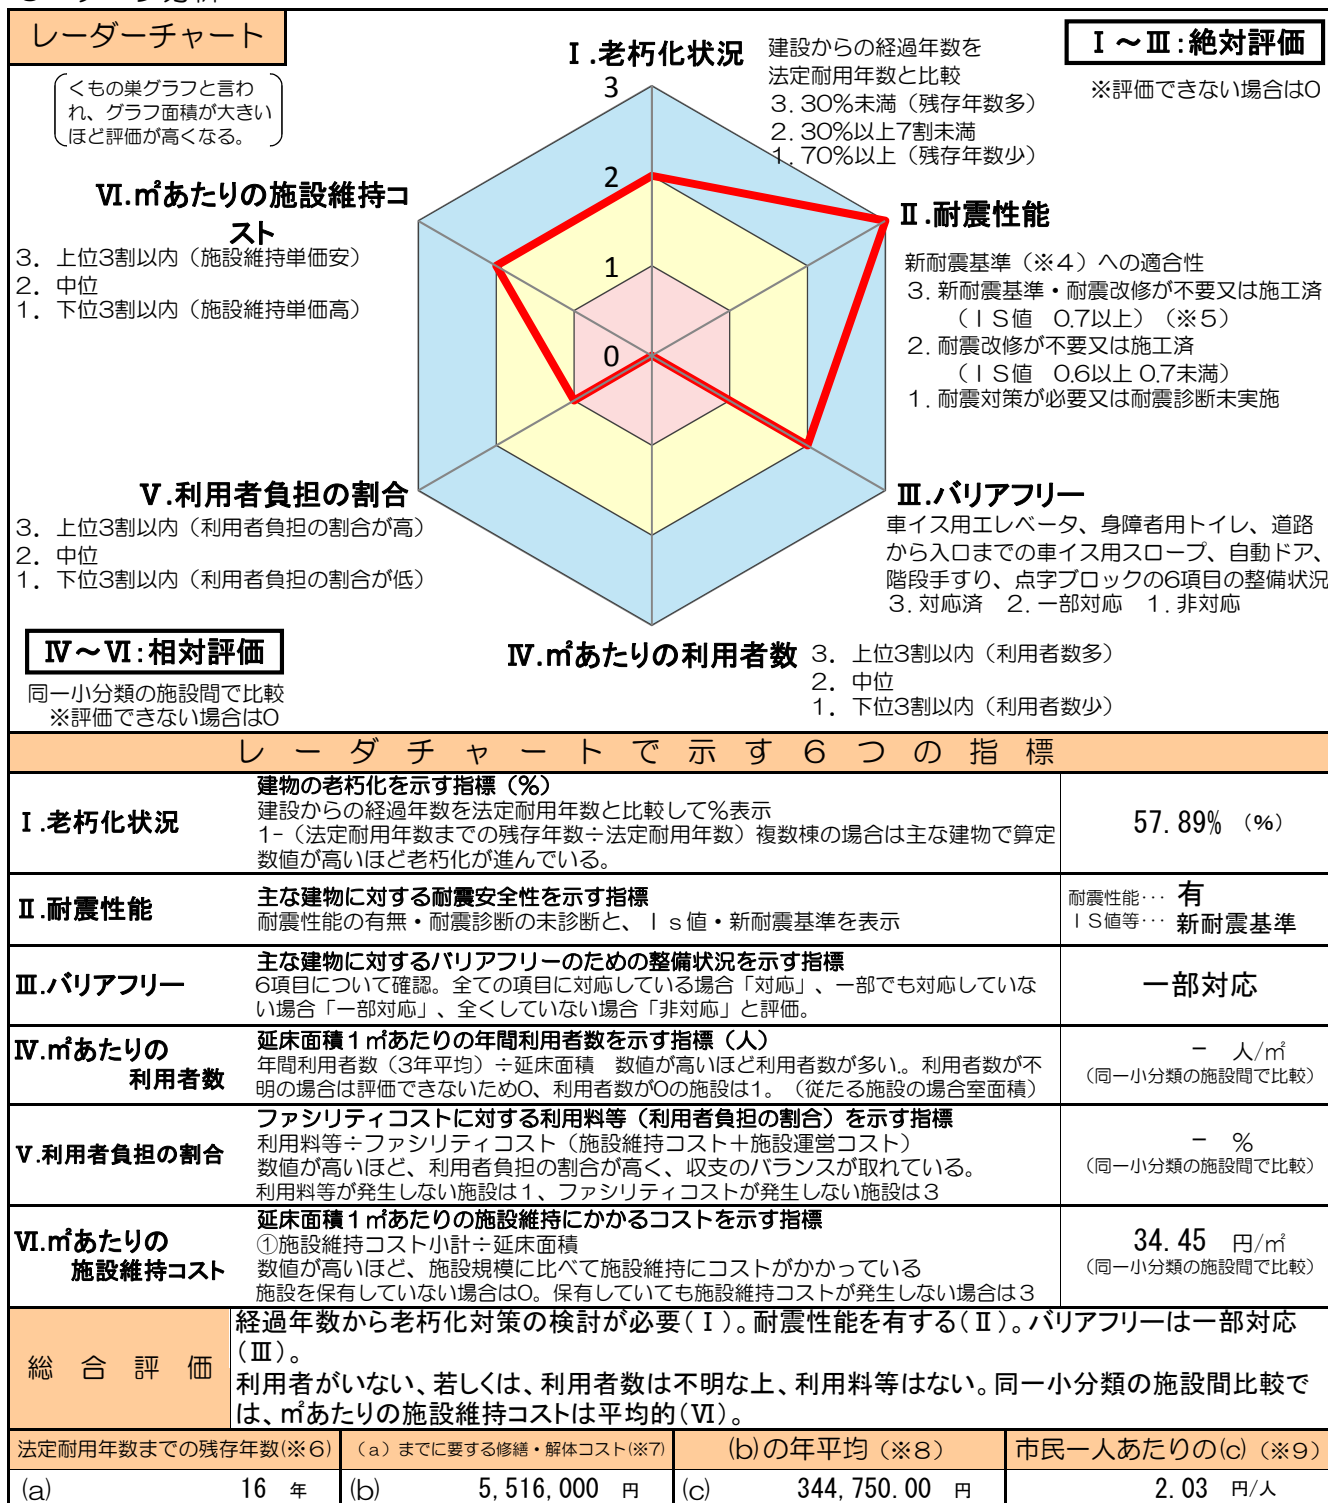 レーダーチャート
くもの巣グラフと言わ
れ、グラフ面積が大きい
ほど評価が高くなる。
Ⅰ.老朽化状況
建設からの経過年数を
法定耐用年数と比較
3.30%未満（残存年数多）
2.30%以上7割未満
1.70%以上（残存年数少）
Ⅰ～Ⅲ:絶対評価
※評価できない場合は0
3
2
1
0
Ⅱ.耐震性能
新耐震基準（※4）への適合性
3.新耐震基準・耐震改修が不要又は施工済
（ＩＳ値 0.7以上）（※5）
2.耐震改修が不要又は施工済
（ＩＳ値 0.6以上 0.7未満）
1.耐震対策が必要又は耐震診断未実施
Ⅲ.バリアフリー
車イス用エレベータ、身障者用トイレ、道路
から入口までの車イス用スロープ、自動ドア、
階段手すり、点字ブロックの6項目の整備状況
3.対応済 2.一部対応 1.非対応
Ⅳ.㎡あたりの利用者数
3. 上位3割以内（利用者数多）
2. 中位
1. 下位3割以内（利用者数少）
Ⅵ.㎡あたりの施設維持コ
スト
3. 上位3割以内（施設維持単価安）
2. 中位
1. 下位3割以内（施設維持単価高）
Ⅴ.利用者負担の割合
3. 上位3割以内（利用者負担の割合が高）
2. 中位
1. 下位3割以内（利用者負担の割合が低）
Ⅳ～Ⅵ:相対評価
同一小分類の施設間で比較
※評価できない場合は0
レーダチャートで示す6つの指標
Ⅰ.老朽化状況
建物の老朽化を示す指標（%）
建設からの経過年数を法定耐用年数と比較して%表示
1-（法定耐用年数までの残存年数÷法定耐用年数）複数棟の場合は主な建物で算定
数値が高いほど老朽化が進んでいる。
57.89% （%）
Ⅱ.耐震性能
主な建物に対する耐震安全性を示す指標
耐震性能の有無・耐震診断の未診断と、Ｉｓ値・新耐震基準を表示
耐震性能･･･ 有
ＩＳ値等･･･ 新耐震基準
Ⅲ.バリアフリー
主な建物に対するバリアフリーのための整備状況を示す指標
6項目について確認。全ての項目に対応している場合「対応」、一部でも対応していな
い場合「一部対応」、全くしていない場合「非対応」と評価。
一部対応
Ⅳ.㎡あたりの
利用者数
延床面積１㎡あたりの年間利用者数を示す指標（人）
年間利用者数（3年平均）÷延床面積 数値が高いほど利用者数が多い。利用者数が不
明の場合は評価できないため0、利用者数が0の施設は1。（従たる施設の場合室面積）
－ 人/㎡
（同一小分類の施設間で比較）
Ⅴ.利用者負担の割合
ファシリティコストに対する利用料等（利用者負担の割合）を示す指標
利用料等÷ファシリティコスト（施設維持コスト＋施設運営コスト）
数値が高いほど、利用者負担の割合が高く、収支のバランスが取れている。
利用料等が発生しない施設は１、ファシリティコストが発生しない施設は３
－ %
（同一小分類の施設間で比較）
Ⅵ.㎡あたりの
施設維持コスト
延床面積１㎡あたりの施設維持にかかるコストを示す指標
①施設維持コスト小計÷延床面積
数値が高いほど、施設規模に比べて施設維持にコストがかかっている
施設を保有していない場合は0。保有していても施設維持コストが発生しない場合は３
34.45 円/㎡
（同一小分類の施設間で比較）
総合評価
経過年数から老朽化対策の検討が必要(Ⅰ)。耐震性能を有する(Ⅱ)。バリアフリーは一部対応
(Ⅲ)。
利用者がいない、若しくは、利用者数は不明な上、利用料等はない。同一小分類の施設間比較で
は、㎡あたりの施設維持コストは平均的(Ⅵ)。
法定耐用年数までの残存年数(※6)
（a）までに要する修繕・解体コスト(※7)
(b)の年平均（※8）
市民一人あたりの(c)（※9）
(a) 16 年
(b) 5,516,000 円
(c) 344,750.00 円
2.03 円/人